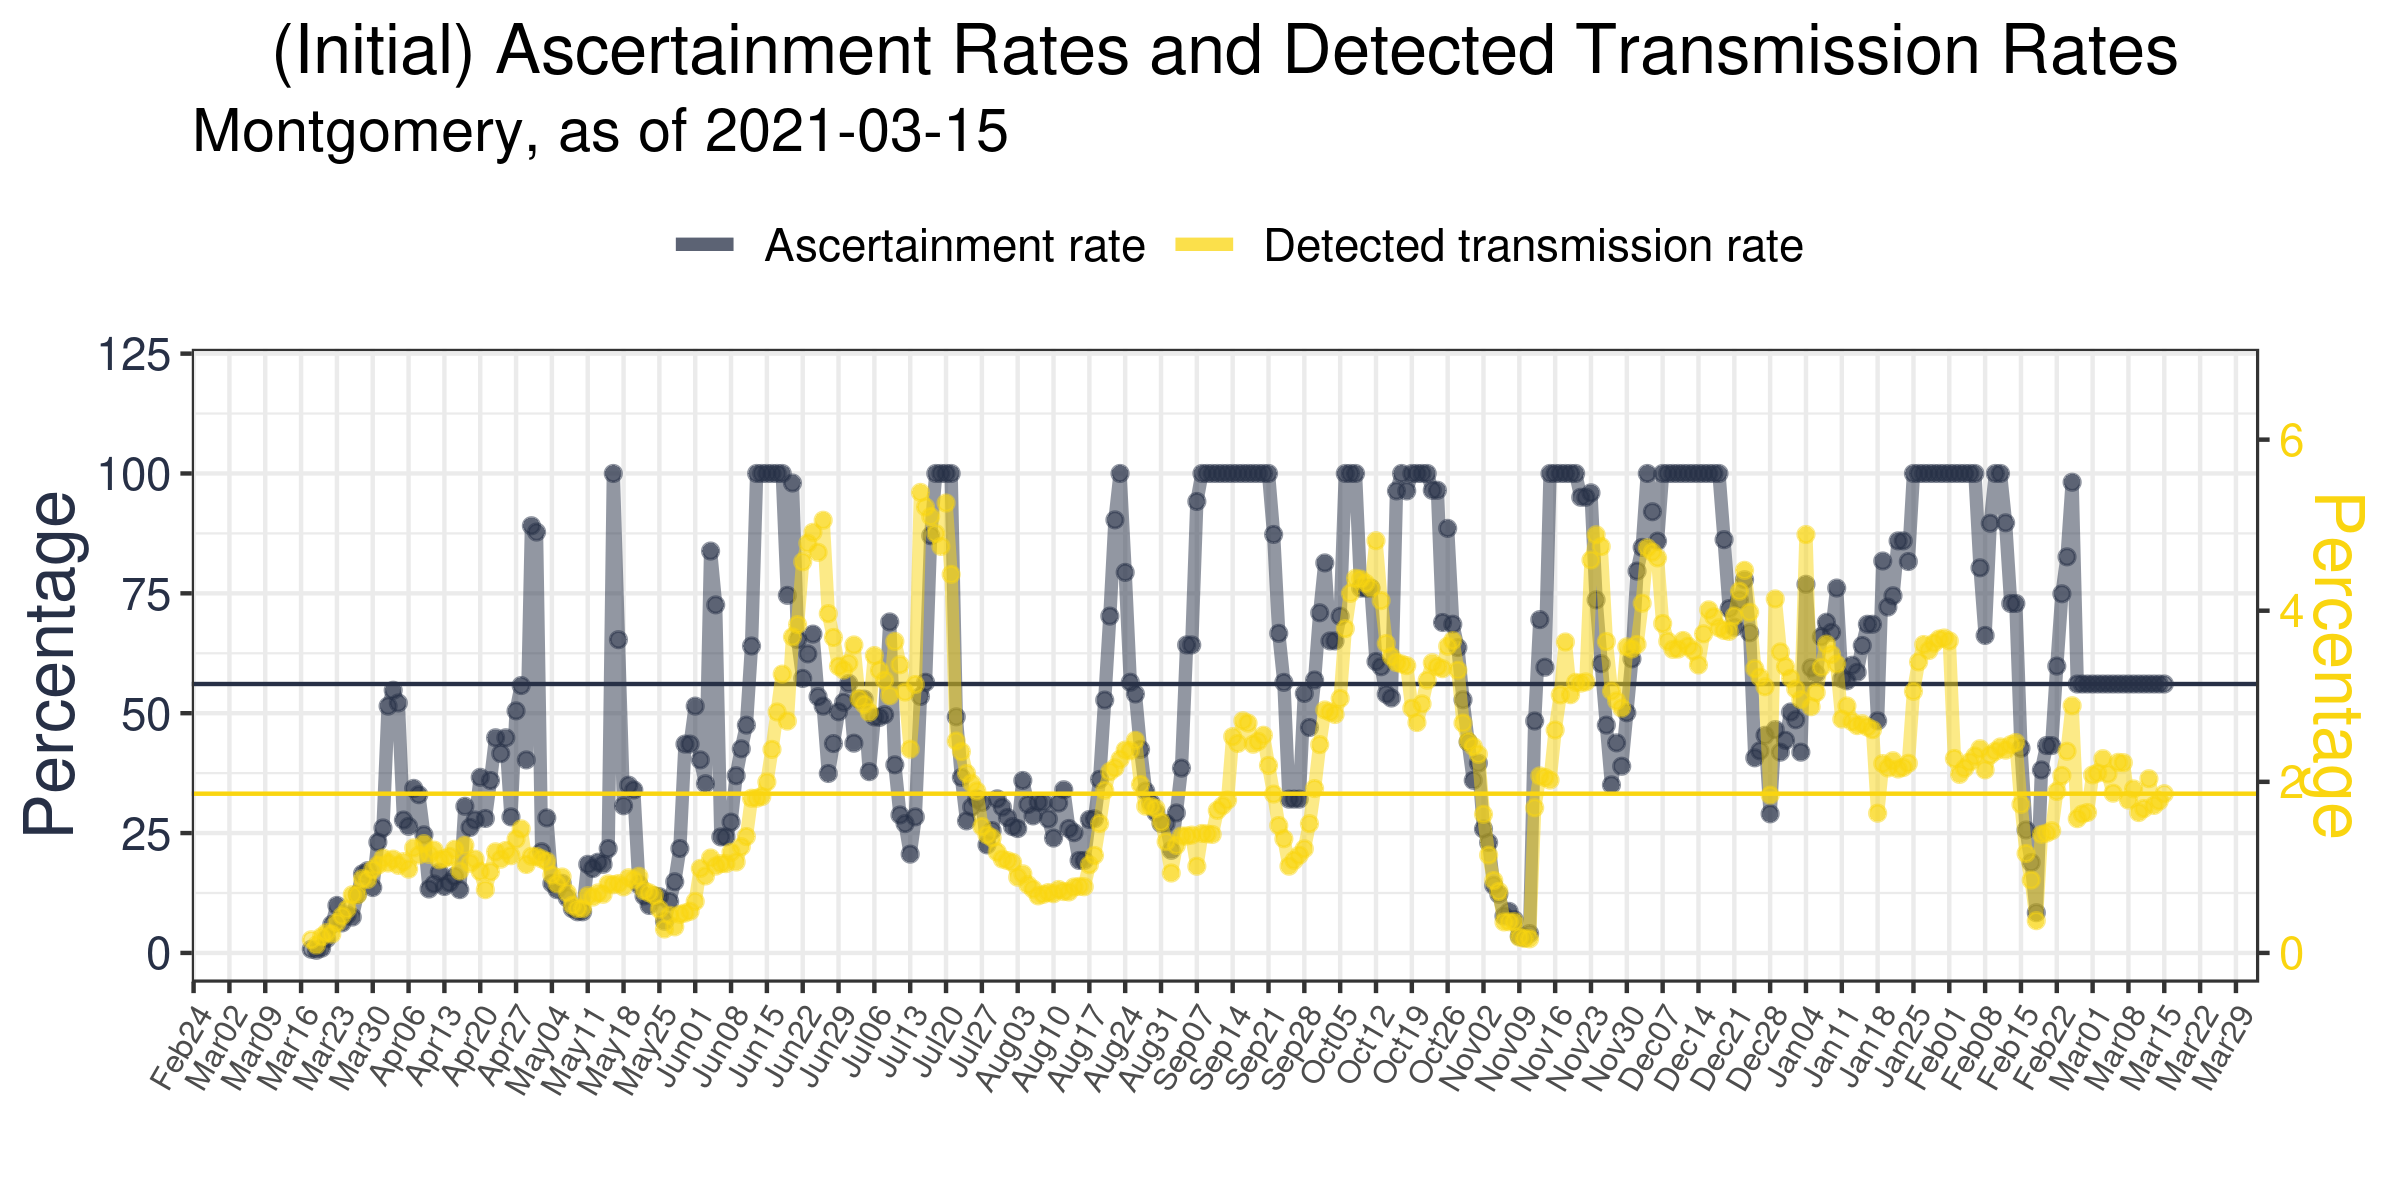 (Initial) Ascertainment Rates and Detected Transmission Rates
Montgomery, as of 2021-03-15
Ascertainment rate
Detected transmission rate
Percentage
125
100
75
50
25
0
6
4
2
0
Percentage
Feb24
Mar02
Mar09
Mar16
Mar23
Mar30
Apr06
Apr13
Apr20
Apr27
May04
May11
May18
May25
Jun01
Jun08
Jun15
Jun22
Jun29
Jul06
Jul13
Jul20
Jul27
Aug03
Aug10
Aug17
Aug24
Aug31
Sep07
Sep14
Sep21
Sep28
Oct05
Oct12
Oct19
Oct26
Nov02
Nov09
Nov16
Nov23
Nov30
Dec07
Dec14
Dec21
Dec28
Jan04
Jan11
Jan18
Jan25
Feb01
Feb08
Feb15
Feb22
Mar01
Mar08
Mar15
Mar22
Mar29